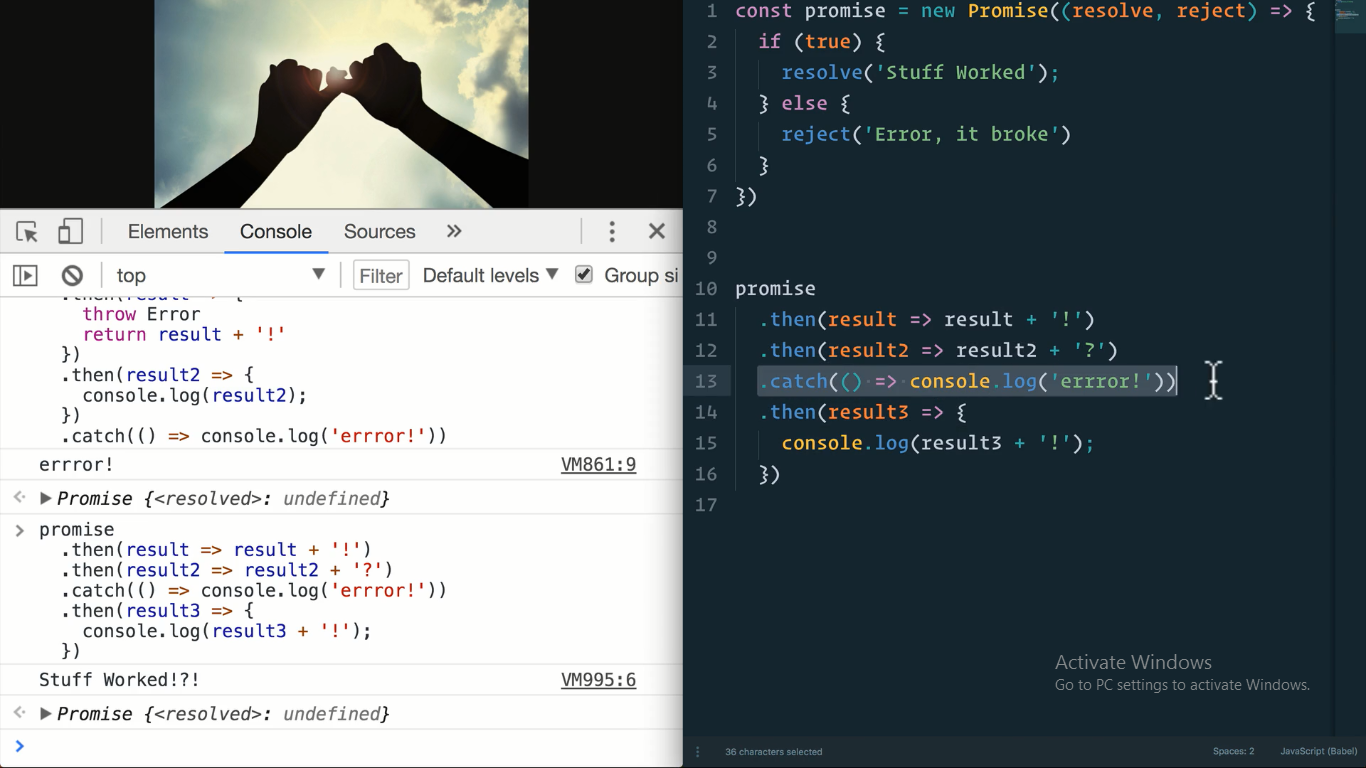 Elements Console Sources »
top ▼ Filter Default levels ▼ Group si
.then(result => {
throw Error
return result + '!'
})
.then(result2 => {
console.log(result2);
})
.catch(() => console.log('errror!'))
errror! VM861:9
Promise {<resolved>: undefined}
> promise
.then(result => result + '!')
.then(result2 => result2 + '?')
.catch(() => console.log('errror!'))
.then(result3 => {
console.log(result3 + '!');
})
Stuff Worked!?! VM995:6
Promise {<resolved>: undefined}
>
1 const promise = new Promise((resolve, reject) => {
2 if (true) {
3 resolve('Stuff Worked');
4 } else {
5 reject('Error, it broke')
6 }
7 })
8
9
10 promise
11 .then(result => result + '!')
12 .then(result2 => result2 + '?')
13 .catch(() => console.log('errror!'))
14 .then(result3 => {
15 console.log(result3 + '!');
16 })
17
Activate Windows
Go to PC settings to activate Windows.
36 characters selected Spaces: 2 JavaScript (Babel)